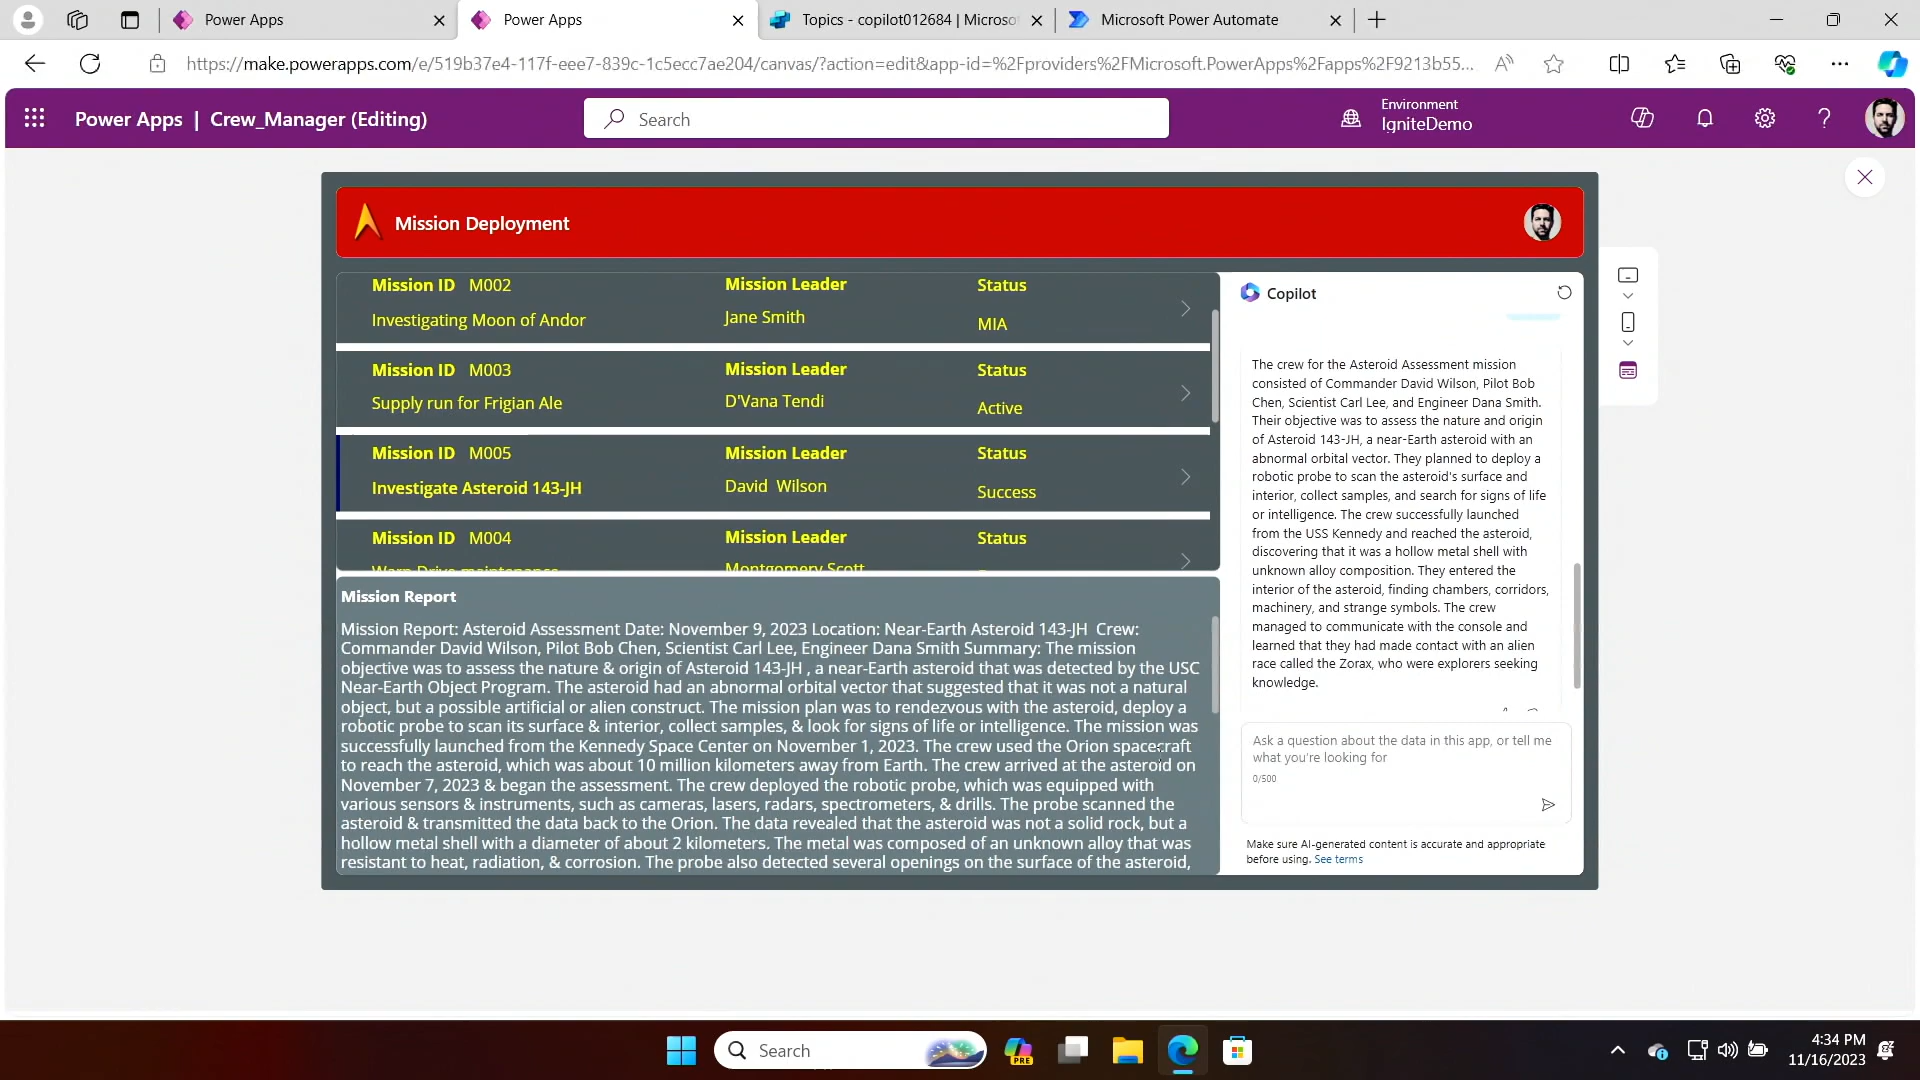 Power Apps
Power Apps
Topics - copilot012684 | Microso
Microsoft Power Automate
https://make.powerapps.com/e/519b37e4-117f-eee7-839c-1c5ecc7ae204/canvas/?action=edit&app-id=%2Fproviders%2FMicrosoft.PowerApps%2Fapps%2F9213b55...
Power Apps | Crew_Manager (Editing)
Search
Environment
IgniteDemo
Mission Deployment
Mission ID M002
Mission Leader
Status
Investigating Moon of Andor
Jane Smith
MIA
Mission ID M003
Mission Leader
Status
Supply run for Frigian Ale
D'Vana Tendi
Active
Mission ID M005
Mission Leader
Status
Investigate Asteroid 143-JH
David Wilson
Success
Mission ID M004
Mission Leader
Status
Warp Drive maintenance
Montgomery Scott
Mission Report
Mission Report: Asteroid Assessment Date: November 9, 2023 Location: Near-Earth Asteroid 143-JH Crew:
Commander David Wilson, Pilot Bob Chen, Scientist Carl Lee, Engineer Dana Smith Summary: The mission
objective was to assess the nature & origin of Asteroid 143-JH , a near-Earth asteroid that was detected by the USC
Near-Earth Object Program. The asteroid had an abnormal orbital vector that suggested that it was not a natural
object, but a possible artificial or alien construct. The mission plan was to rendezvous with the asteroid, deploy a
robotic probe to scan its surface & interior, collect samples, & look for signs of life or intelligence. The mission was
successfully launched from the Kennedy Space Center on November 1, 2023. The crew used the Orion spacecraft
to reach the asteroid, which was about 10 million kilometers away from Earth. The crew arrived at the asteroid on
November 7, 2023 & began the assessment. The crew deployed the robotic probe, which was equipped with
various sensors & instruments, such as cameras, lasers, radars, spectrometers, & drills. The probe scanned the
asteroid & transmitted the data back to the Orion. The data revealed that the asteroid was not a solid rock, but a
hollow metal shell with a diameter of about 2 kilometers. The metal was composed of an unknown alloy that was
resistant to heat, radiation, & corrosion. The probe also detected several openings on the surface of the asteroid,
Copilot
The crew for the Asteroid Assessment mission
consisted of Commander David Wilson, Pilot Bob
Chen, Scientist Carl Lee, and Engineer Dana Smith.
Their objective was to assess the nature and origin
of Asteroid 143-JH, a near-Earth asteroid with an
abnormal orbital vector. They planned to deploy a
robotic probe to scan the asteroid's surface and
interior, collect samples, and search for signs of life
or intelligence. The crew successfully launched
from the USS Kennedy and reached the asteroid,
discovering that it was a hollow metal shell with
unknown alloy composition. They entered the
interior of the asteroid, finding chambers, corridors,
machinery, and strange symbols. The crew
managed to communicate with the console and
learned that they had made contact with an alien
race called the Zorax, who were explorers seeking
knowledge.
Ask a question about the data in this app, or tell me
what you're looking for
0/500
Make sure AI-generated content is accurate and appropriate
before using. See terms
Search
PRE
4:34 PM
11/16/2023